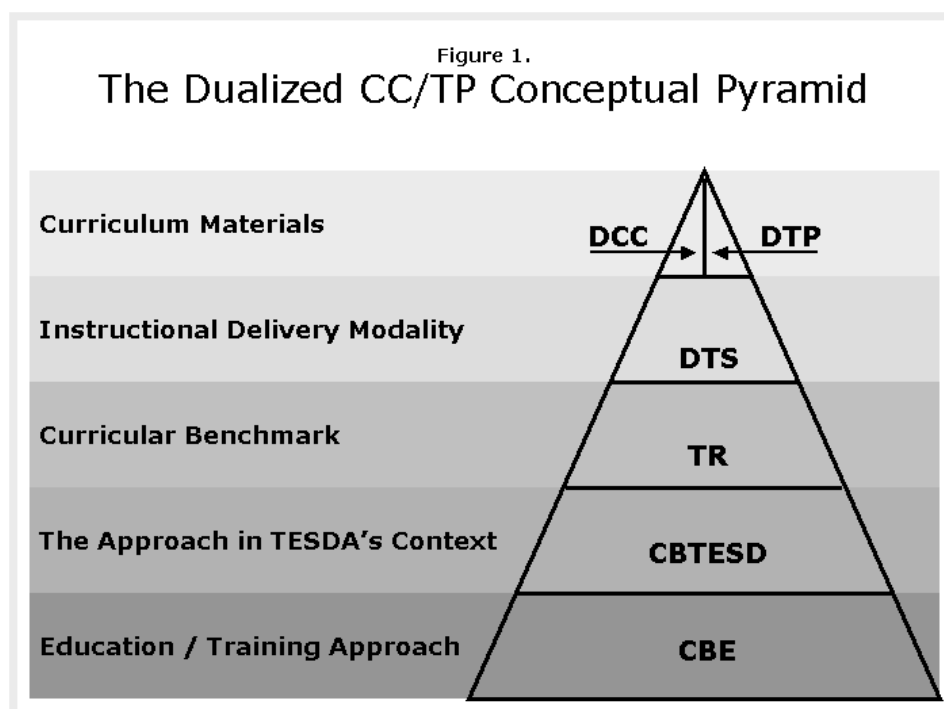 Figure 1.
The Dualized CC/TP Conceptual Pyramid
Curriculum Materials
DCC DTP
Instructional Delivery Modality
DTS
Curricular Benchmark
TR
The Approach in TESDA's Context
CBTESD
Education / Training Approach
CBE